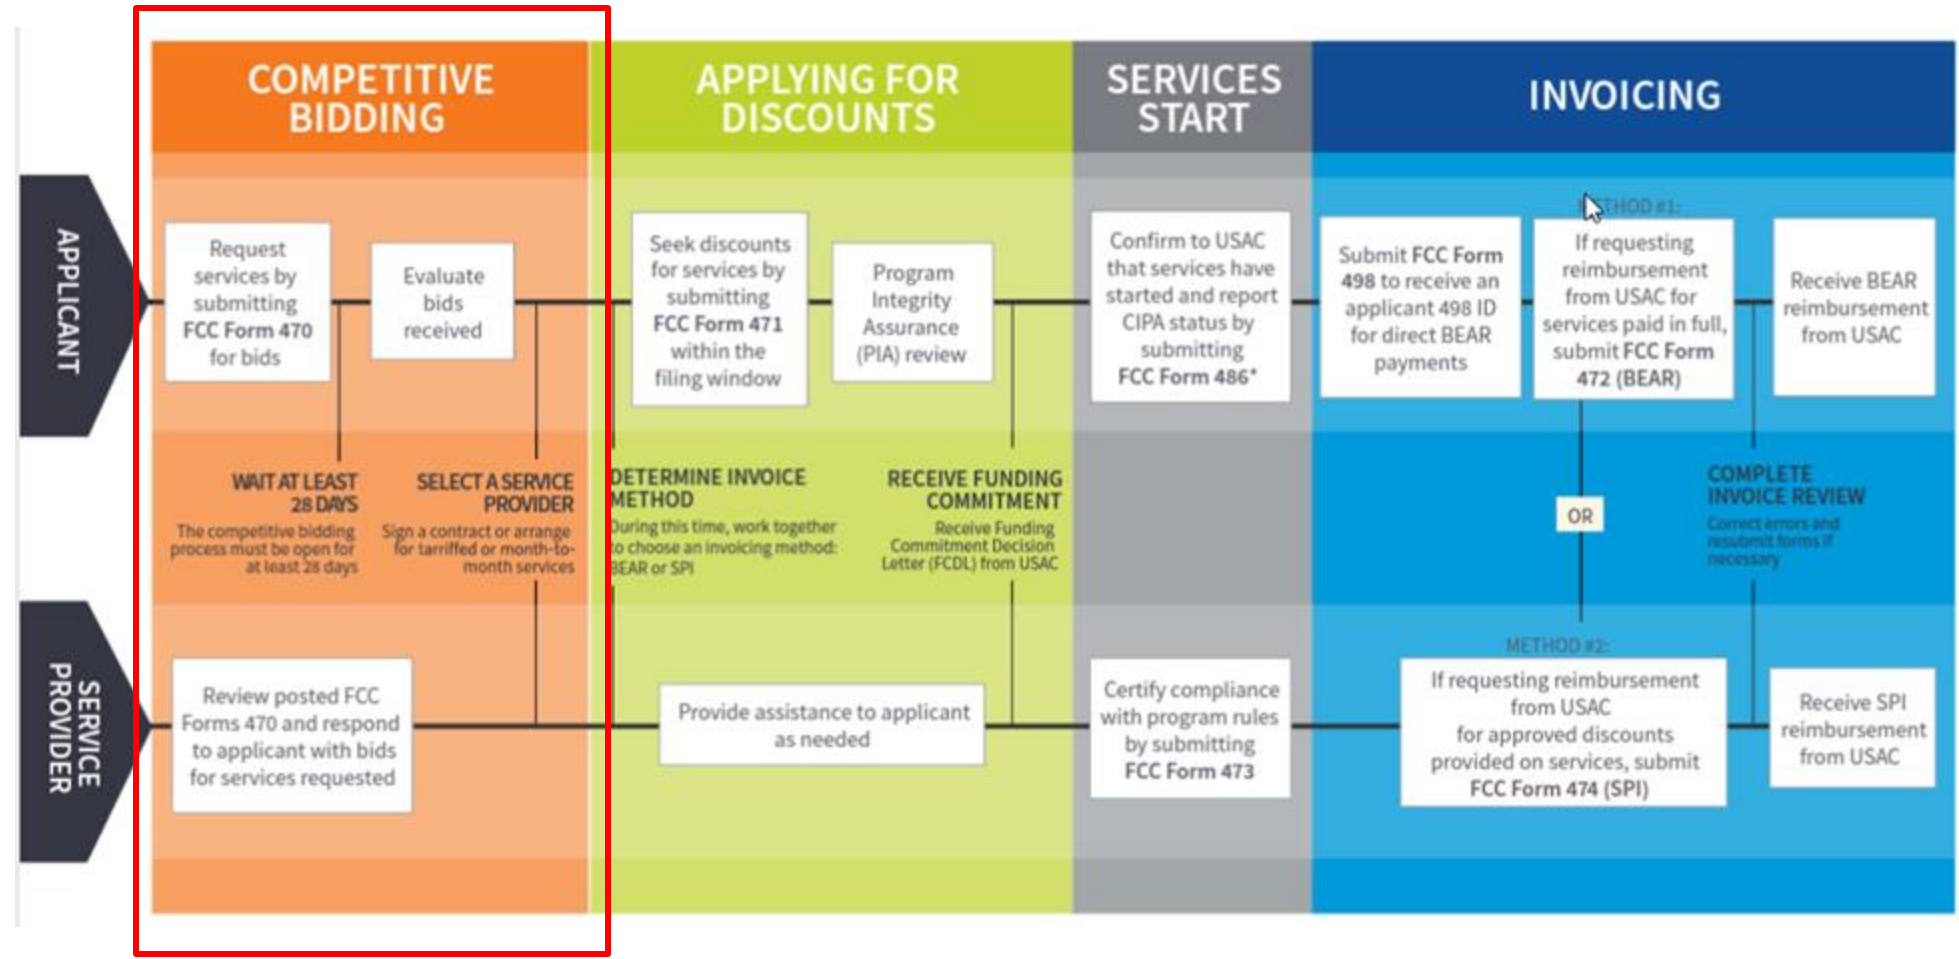 COMPETITIVE
BIDDING
APPLYING FOR
DISCOUNTS
SERVICES
START
INVOICING
APPLICANT
Request
services by
submitting
FCC Form 470
for bids
Evaluate
bids
received
Seek discounts
for services by
submitting
FCC Form 471
within the
filing window
Program
Integrity
Assurance
(PIA) review
Confirm to USAC
that services have
started and report
CIPA status by
submitting
FCC Form 486*
Submit FCC Form
498 to receive an
applicant 498 ID
for direct BEAR
payments
#1:
If requesting
reimbursement
from USAC for
services paid in full,
submit FCC Form
472 (BEAR)
Receive BEAR
reimbursement
from USAC
WAIT AT LEAST
28 DAYS
The competitive bidding
process must be open for
at least 28 days
SELECT A SERVICE
PROVIDER
Sign a contract or arrange
for tarriffed or month-to-
month services
DETERMINE INVOICE
METHOD
During this time, work together
to choose an invoicing method:
BEAR or SPI
RECEIVE FUNDING
COMMITMENT
Receive Funding
Commitment Decision
Letter (FCDL) from USAC
OR
COMPLETE
INVOICE REVIEW
Correct errors and
resubmit forms if
necessary
SERVICE
PROVIDER
Review posted FCC
Forms 470 and respond
to applicant with bids
for services requested
Provide assistance to applicant
as needed
Certify compliance
with program rules
by submitting
FCC Form 473
METHOD #2:
If requesting reimbursement
from USAC
for approved discounts
provided on services, submit
FCC Form 474 (SPI)
Receive SPI
reimbursement
from USAC